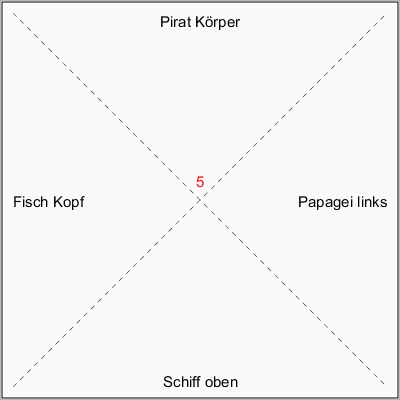 Pirat Körper
5
Fisch Kopf
Papagei links
Schiff oben